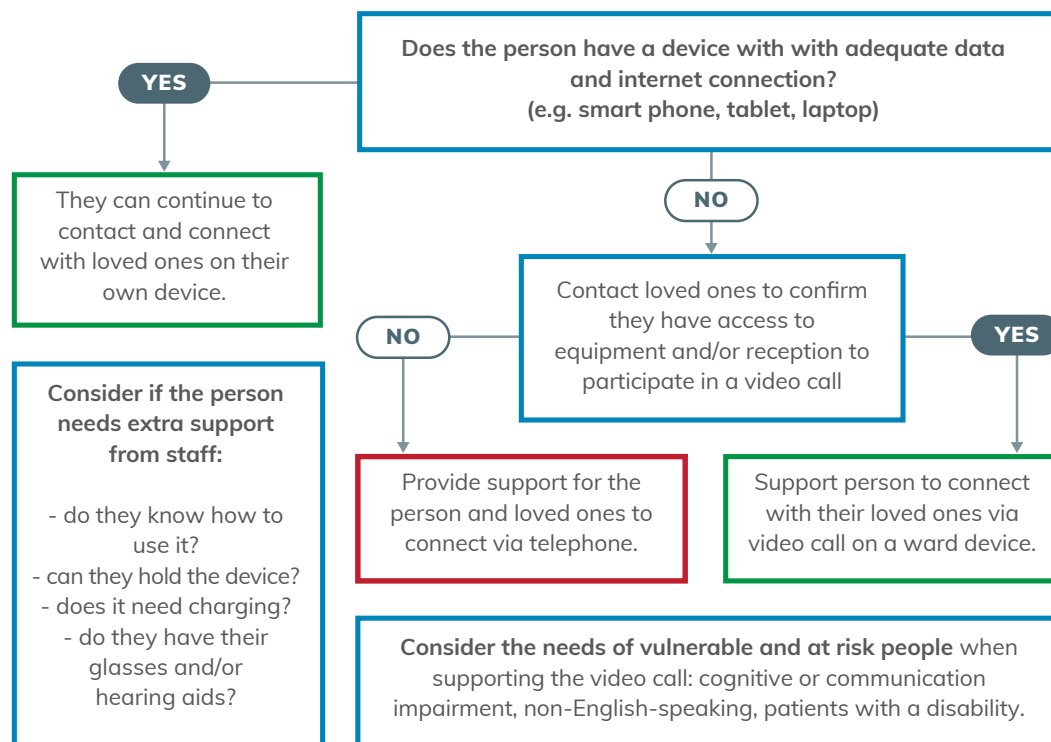 Does the person have a device with with adequate data
and internet connection?
(e.g. smart phone, tablet, laptop)
YES
They can continue to
contact and connect
with loved ones on their
own device.
NO
Contact loved ones to confirm
they have access to
equipment and/or reception to
participate in a video call
NO
YES
Provide support for the
person and loved ones to
connect via telephone.
Support person to connect
with their loved ones via
video call on a ward device.
Consider if the person
needs extra support
from staff:
- do they know how to
use it?
- can they hold the device?
- does it need charging?
- do they have their
glasses and/or
hearing aids?
Consider the needs of vulnerable and at risk people when
supporting the video call: cognitive or communication
impairment, non-English-speaking, patients with a disability.